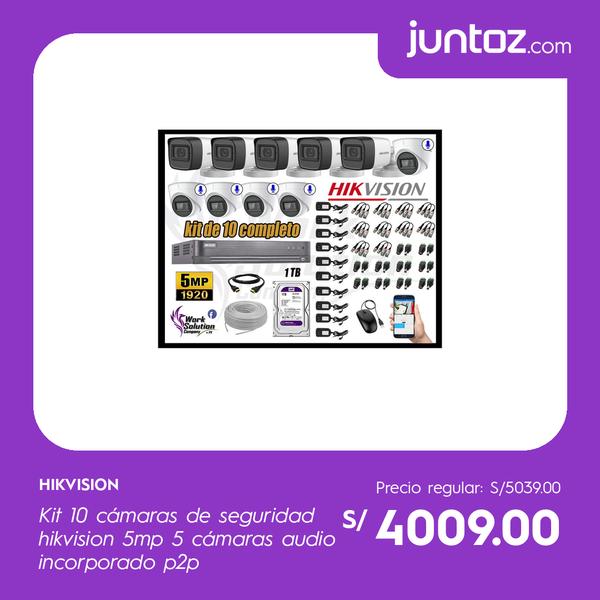 juntoz.com
HIKVISION
kit de 10 completo
1 TB
5MP
1920
Work
Solution
Company
HIKVISION
Kit 10 cámaras de seguridad
hikvision 5mp 5 cámaras audio
incorporado p2p
Precio regular: S/5039.00
S/ 4009.00